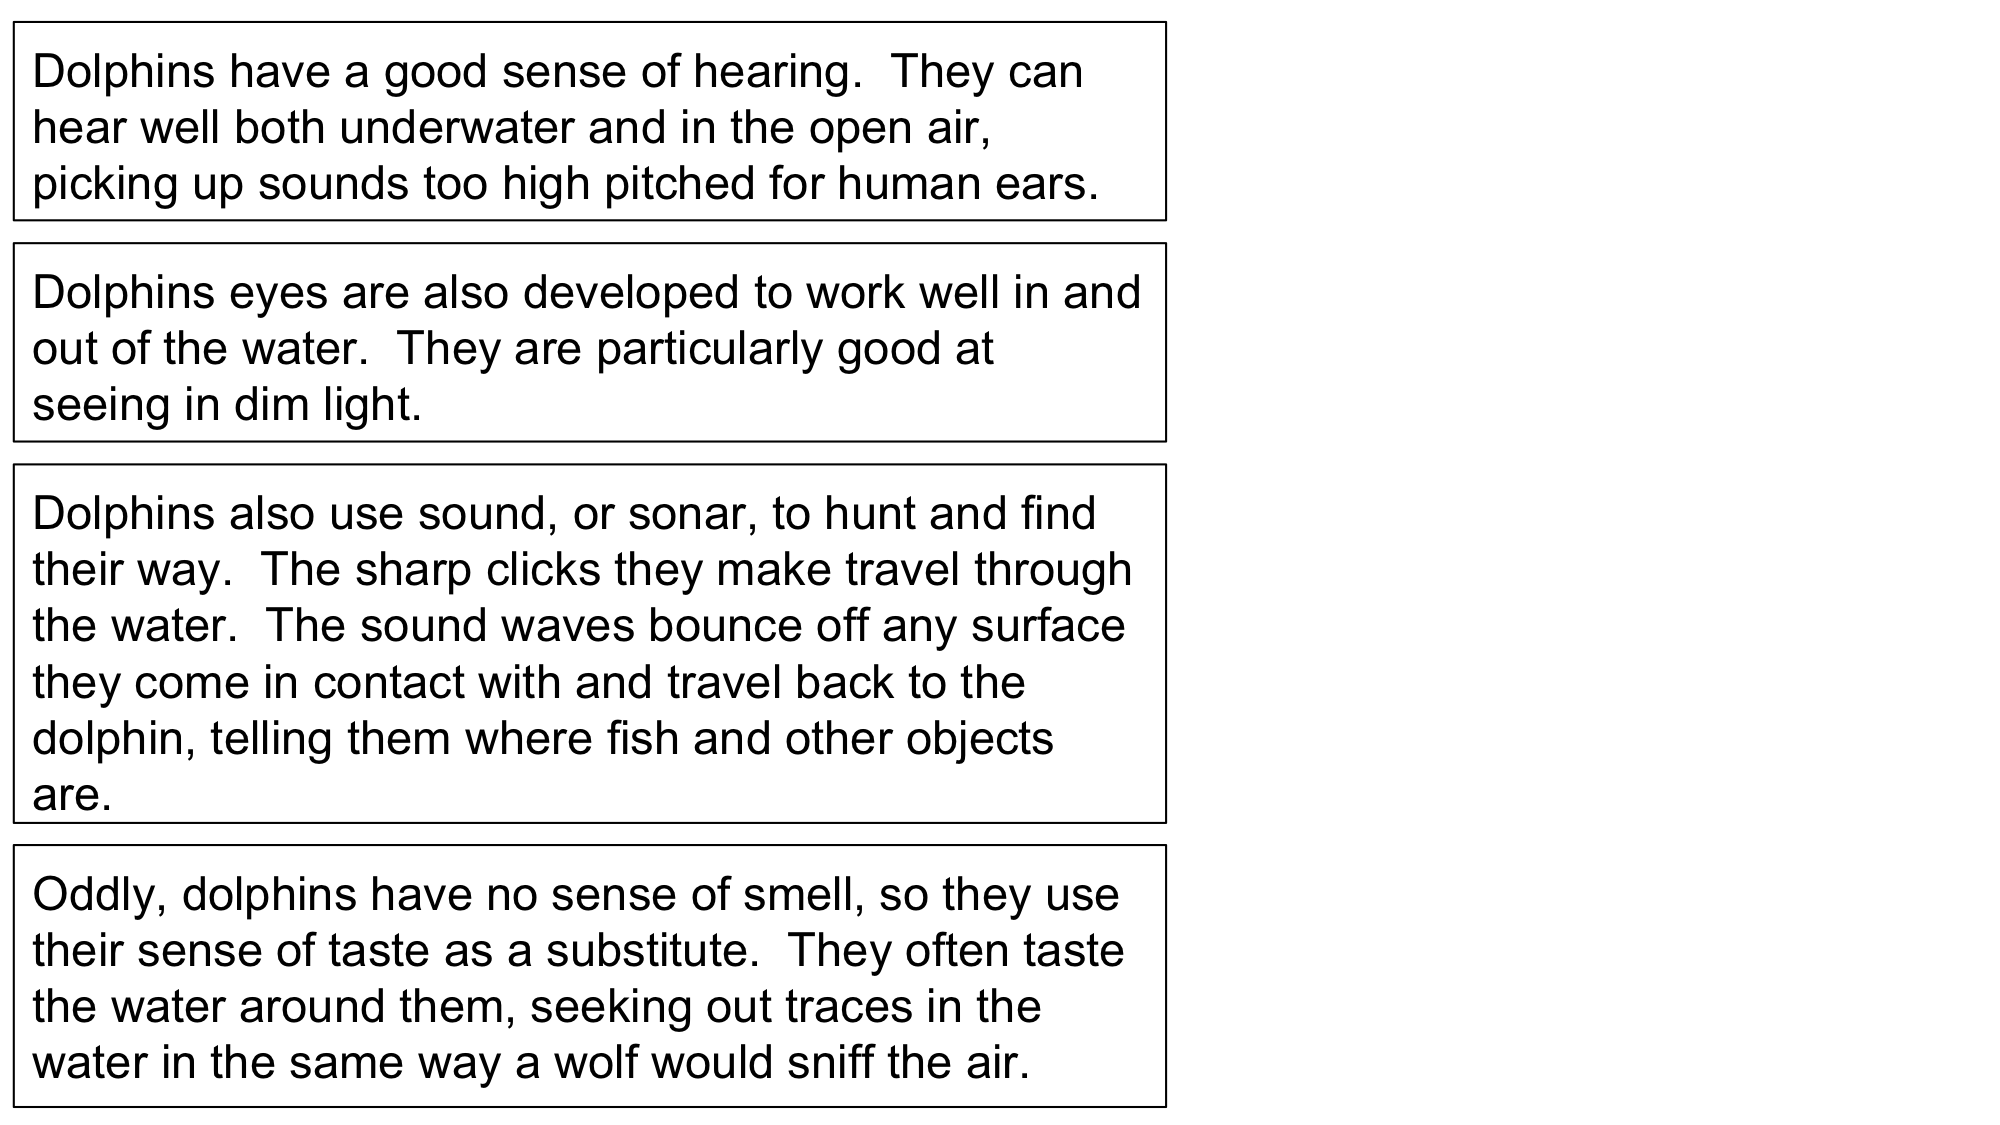 Dolphins have a good sense of hearing.  They can
hear well both underwater and in the open air,
picking up sounds too high pitched for human ears.
Dolphins eyes are also developed to work well in and
out of the water.  They are particularly good at
seeing in dim light.
Dolphins also use sound, or sonar, to hunt and find
their way.  The sharp clicks they make travel through
the water.  The sound waves bounce off any surface
they come in contact with and travel back to the
dolphin, telling them where fish and other objects
are.
Oddly, dolphins have no sense of smell, so they use
their sense of taste as a substitute.  They often taste
the water around them, seeking out traces in the
water in the same way a wolf would sniff the air.